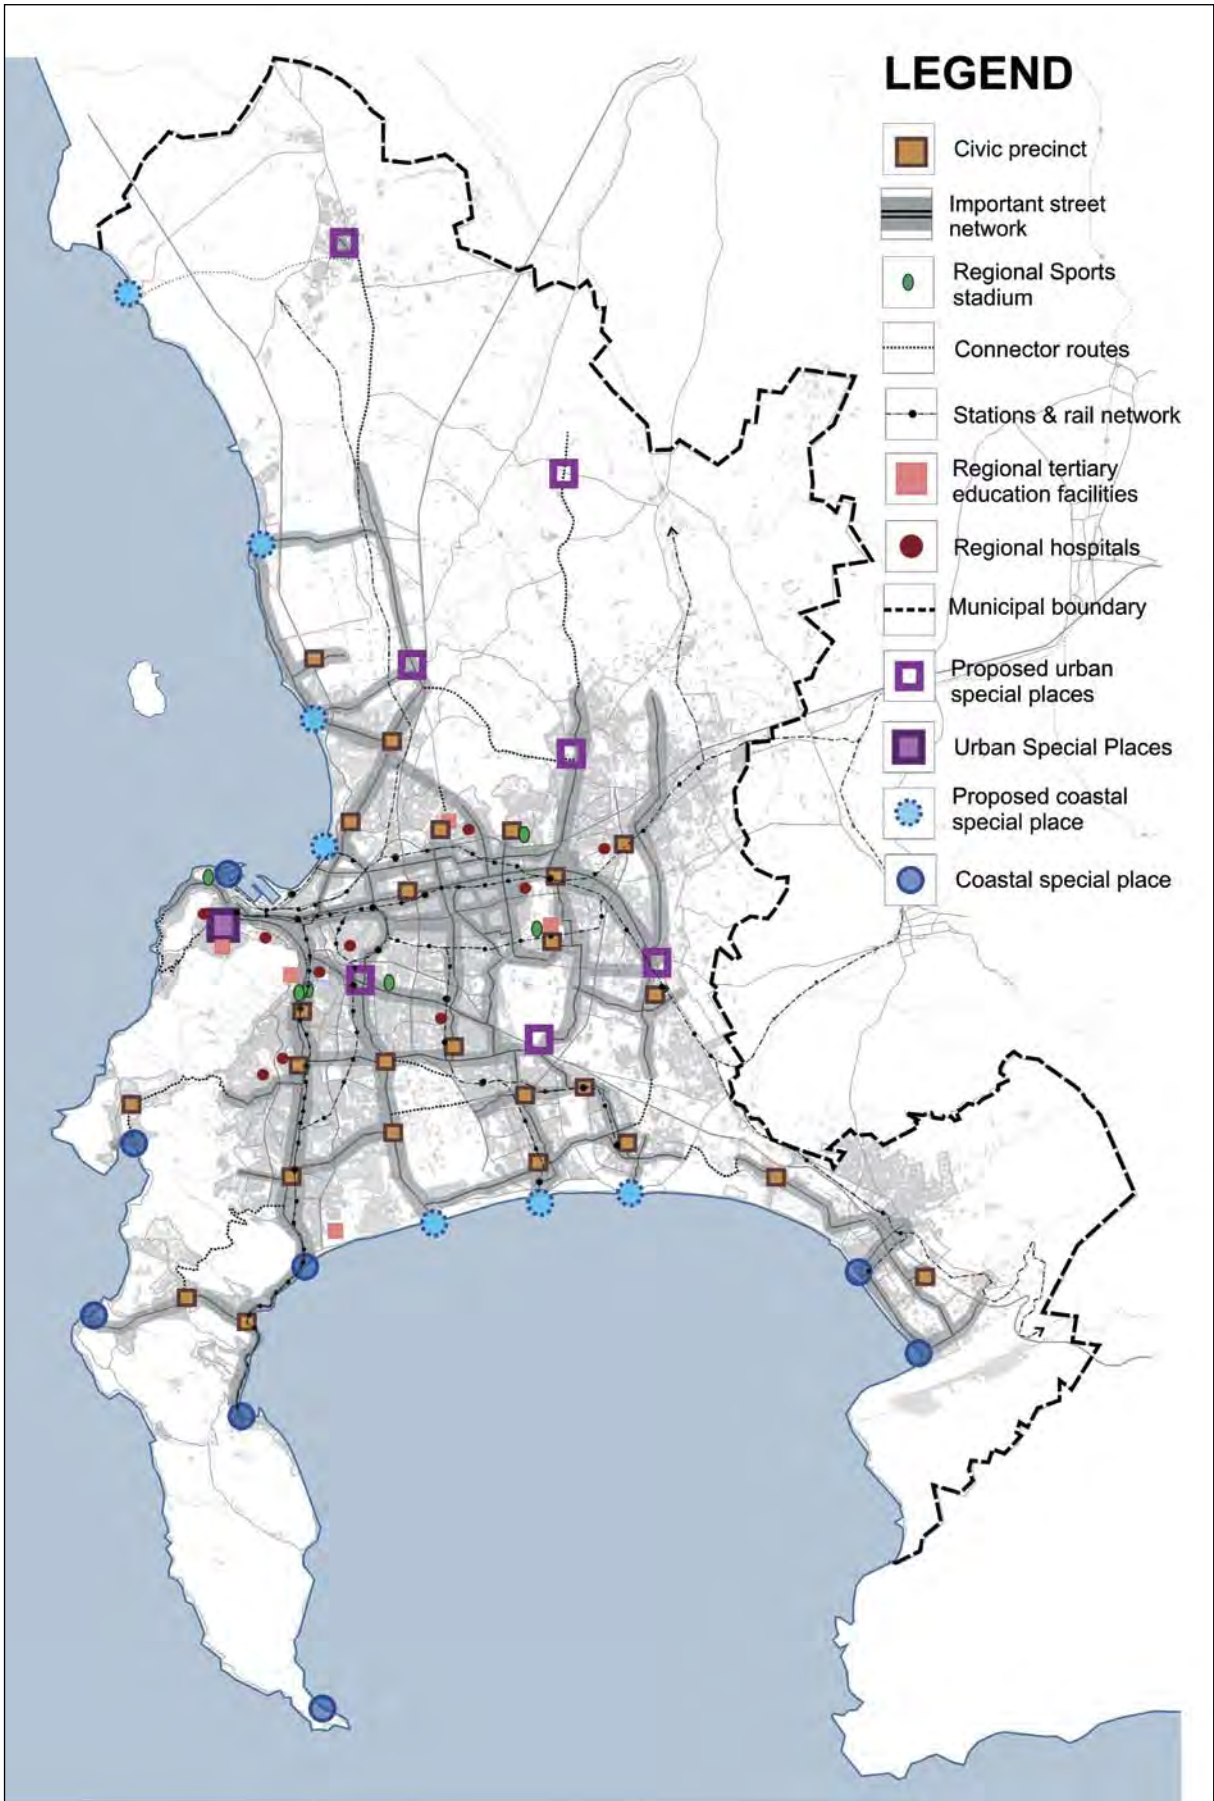 LEGEND
Civic precinct
Important street
network
Regional Sports
stadium
Connector routes
Stations & rail network
Regional tertiary
education facilities
Regional hospitals
Municipal boundary
Proposed urban
special places
Urban Special Places
Proposed coastal
special place
Coastal special place